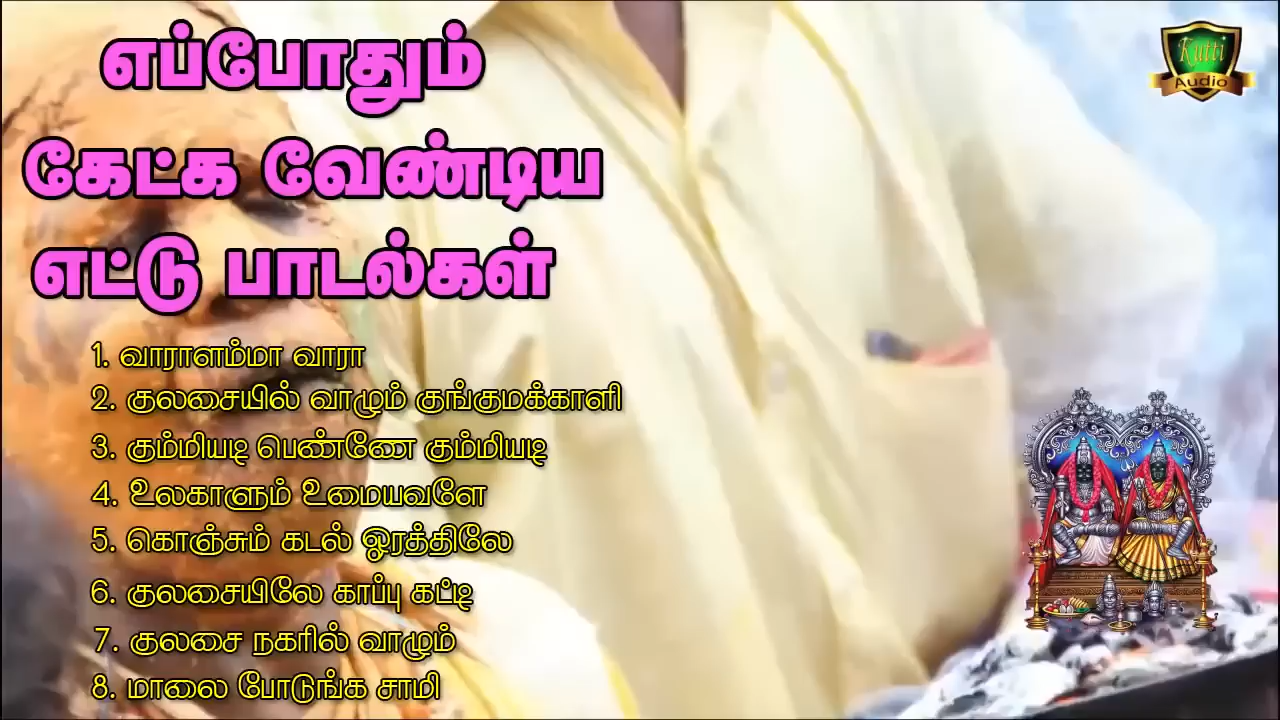 எப்போதும்
கேட்க வேண்டிய
எட்டு பாடல்கள்
Kutti
Audio
1. வாராளம்மா வாரா
2. குலசையில் வாழும் குங்குமக்காளி
3. கும்மியடி பெண்ணே கும்மியடி
4. உலகாளும் உமையவளே
5. கொஞ்சும் கடல் ஓரத்திலே
6. குலசையிலே காப்பு கட்டி
7. குலசை நகரில் வாழும்
8. மாலை போடுங்க சாமி